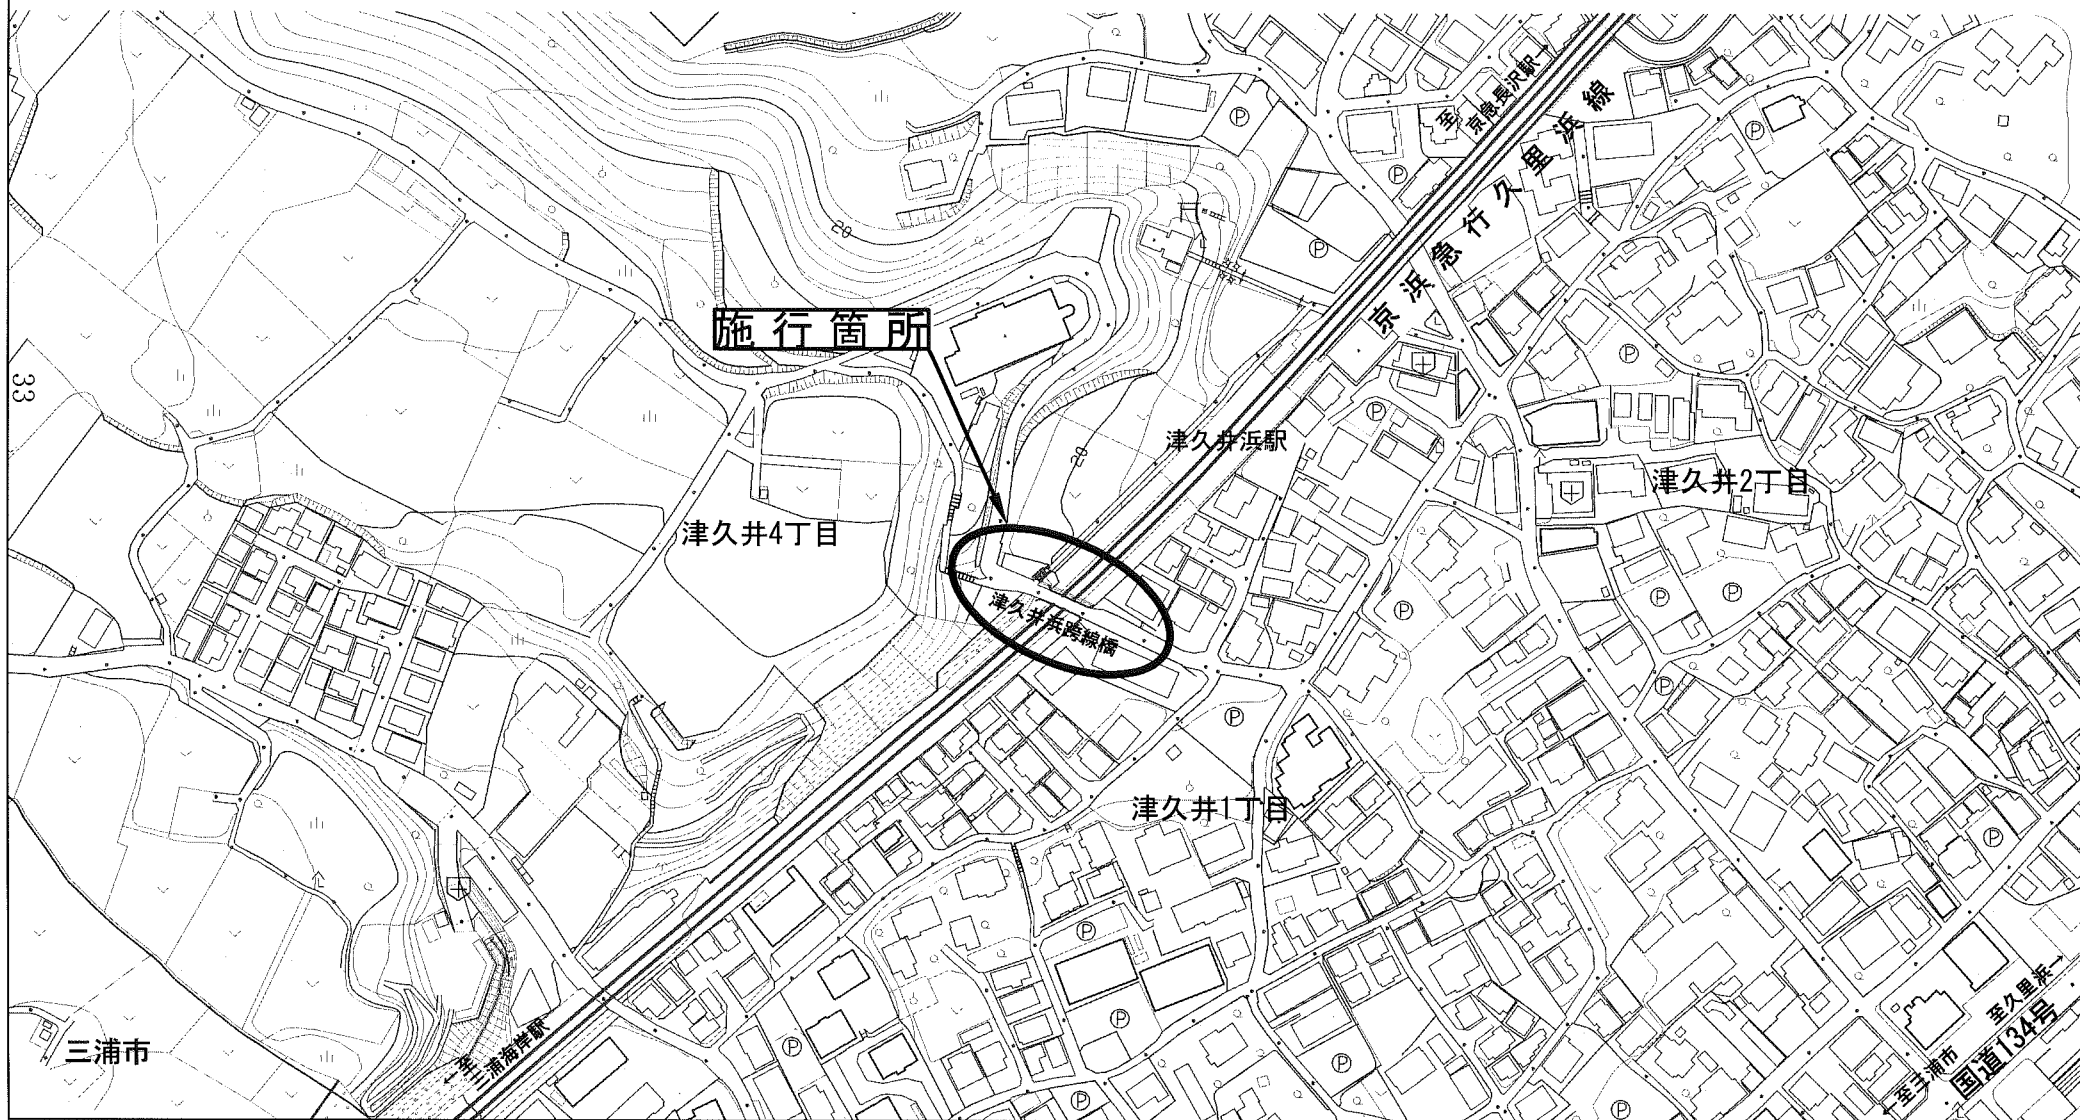 至 京急長沢駅→
京浜急行久里浜線
Ⓟ
Ⓟ
Ⓟ
Ⓟ
20
施行箇所
33
Ⓟ
Ⓟ
津久井浜駅
20
津久井2丁目
津久井4丁目
Ⓟ
Ⓟ
Ⓟ
津久井浜跨線橋
Ⓟ
Ⓟ
津久井1丁目
Ⓟ
Ⓟ
Ⓟ
Ⓟ
Ⓟ
Ⓟ
Ⓟ
三浦市
←至 三浦海岸駅
至久里浜→
国道134号
至三浦市